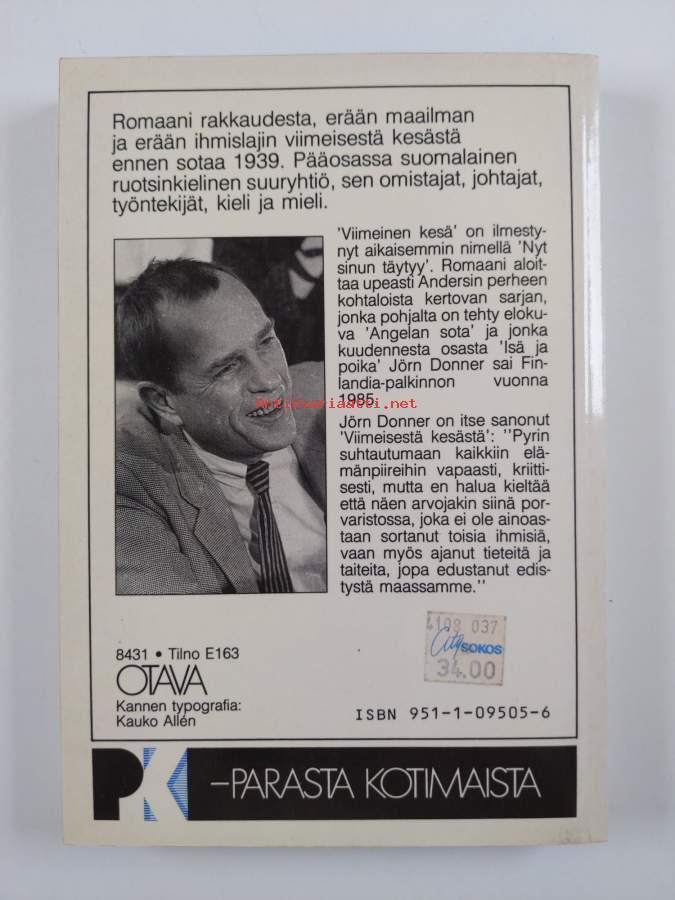 Romaani rakkaudesta, erään maailman
ja erään ihmislajin viimeisestä kesästä
ennen sotaa 1939. Pääosassa suomalainen
ruotsinkielinen suuryhtiö, sen omistajat, johtajat,
työntekijät, kieli ja mieli.
'Viimeinen kesä' on ilmesty-
nyt aikaisemmin nimellä 'Nyt
sinun täytyy'. Romaani aloit-
taa upeasti Andersin perheen
kohtaloista kertovan sarjan,
jonka pohjalta on tehty eloku-
va 'Angelan sota' ja jonka
kuudennesta osasta 'Isä ja
poika' Jörn Donner sai Fin-
landia-palkinnon vuonna
1985.
antikvariaatti.net
Jörn Donner on itse sanonut
'Viimeisestä kesästä': ''Pyrin
suhtautumaan kaikkiin elä-
mänpiireihin vapaasti, kriitti-
sesti, mutta en halua kieltää
että näen arvojakin siinä por-
varistossa, joka ei ole ainoas-
taan sortanut toisia ihmisiä,
vaan myös ajanut tieteitä ja
taiteita, jopa edustanut edis-
tystä maassamme.''
4108 037
City SOKOS
34.00
8431 • Tilno E163
OTAVA
Kannen typografia:
Kauko Allén
ISBN 951-1-09505-6
PK –PARASTA KOTIMAISTA